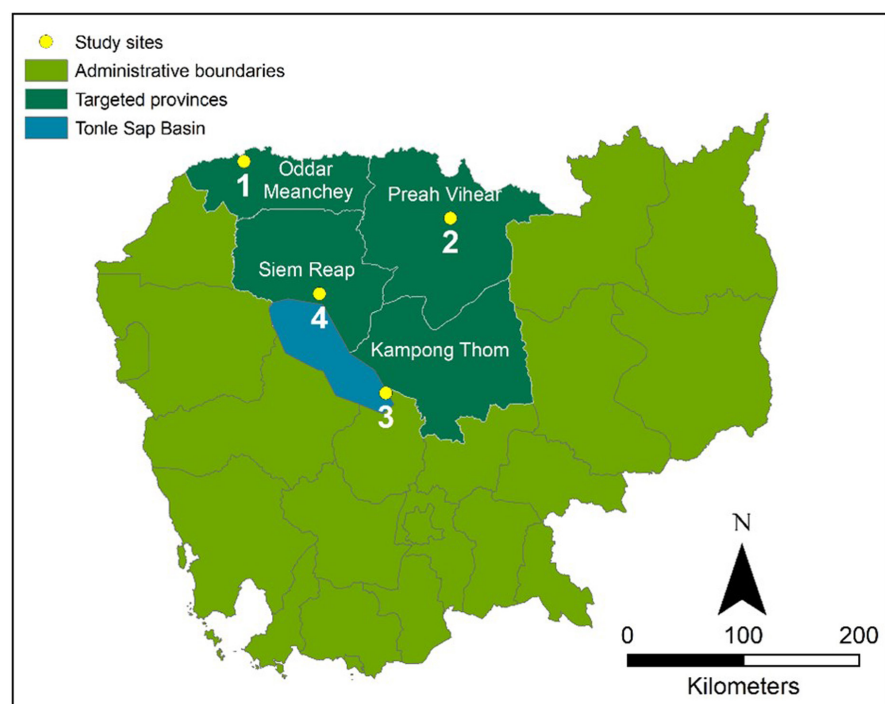 Study sites
Administrative boundaries
Targeted provinces
Tonle Sap Basin
Oddar
Meanchey
1
Preah Vihear
2
Siem Reap
4
Kampong Thom
3
N
0 100 200
Kilometers